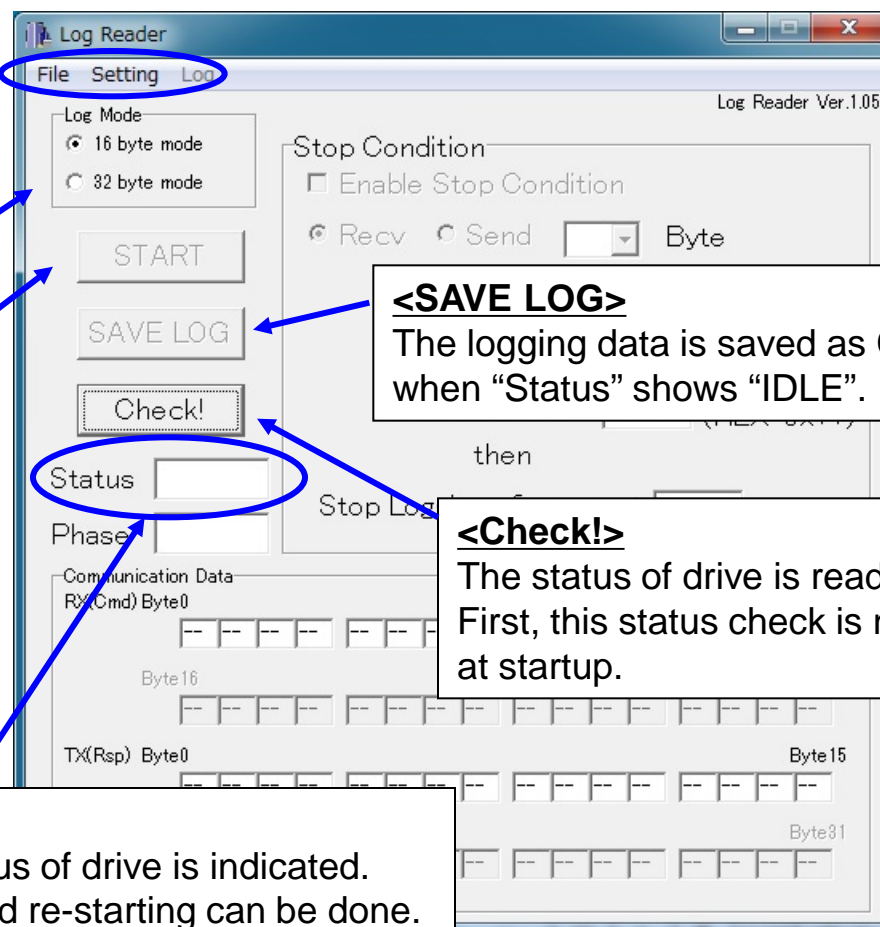 Log Reader
File Setting Log
Log Reader Ver.1.05
Log Mode
16 byte mode
32 byte mode
Stop Condition
Enable Stop Condition
Recv Send Byte
START
<SAVE LOG>
The logging data is saved as
when “Status” shows “IDLE”.
SAVE LOG
Check!
then
Status
Stop
Phase
<Check!>
The status of drive is read
First, this status check is
at startup.
Communication Data
RX(Cmd) Byte0
-- -- -- -- -- --
Byte16
-- -- -- -- -- -- -- -- -- -- -- -- -- -- -- --
TX(Rsp) Byte0 Byte15
-- -- -- -- -- -- -- -- -- -- -- -- -- -- -- --
Byte31
-- -- -- -- -- -- -- -- --
of drive is indicated.
re-starting can be done.